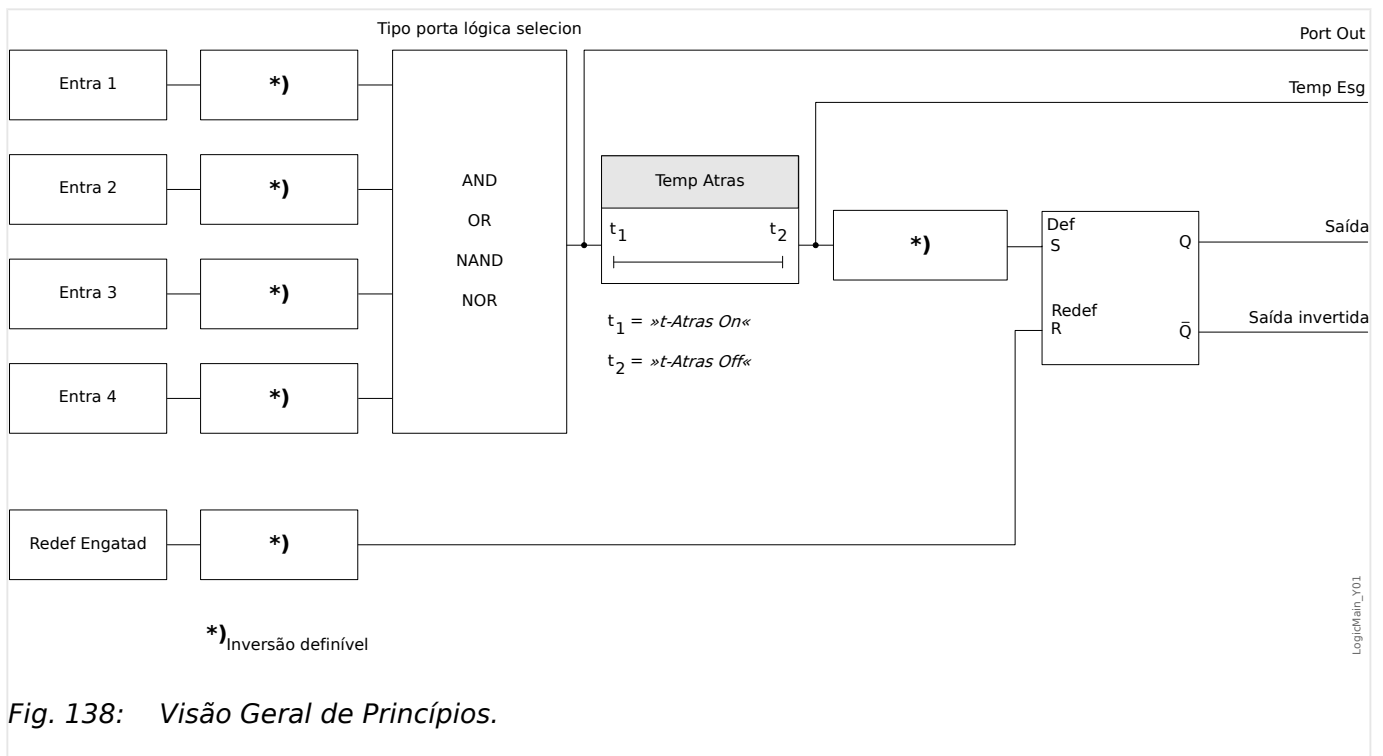 Tipo porta lógica selecion
Port Out
Entra 1
*)
Temp Esg
Entra 2
*)
AND
OR
NAND
NOR
Temp Atras
t1
t2
*)
Def
S
Q
Saída
Entra 3
*)
t1 = »t-Atras On«
Redef
R
Q̅
Saída invertida
t2 = »t-Atras Off«
Entra 4
*)
Redef Engatad
*)
*)Inversão definível
LogicMain_Y01
Fig. 138: Visão Geral de Princípios.